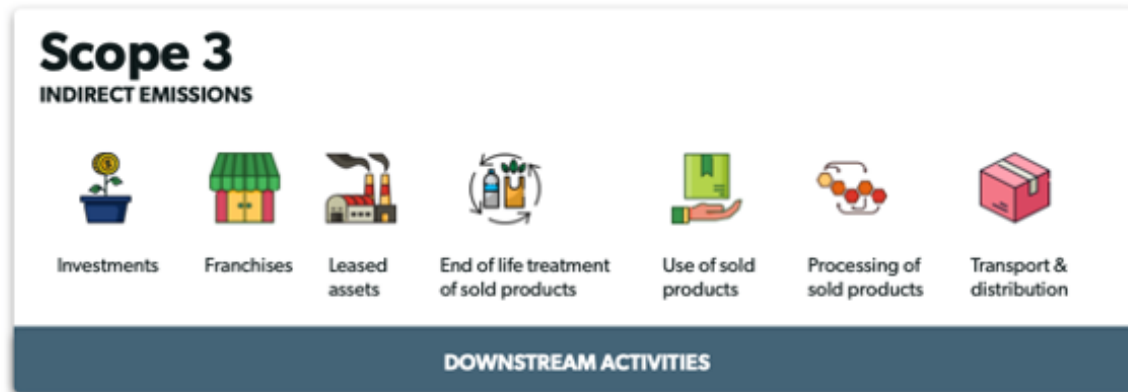 Scope 3
INDIRECT EMISSIONS
Investments
Franchises
Leased
assets
End of life treatment
of sold products
Use of sold
products
Processing of
sold products
Transport &
distribution
DOWNSTREAM ACTIVITIES